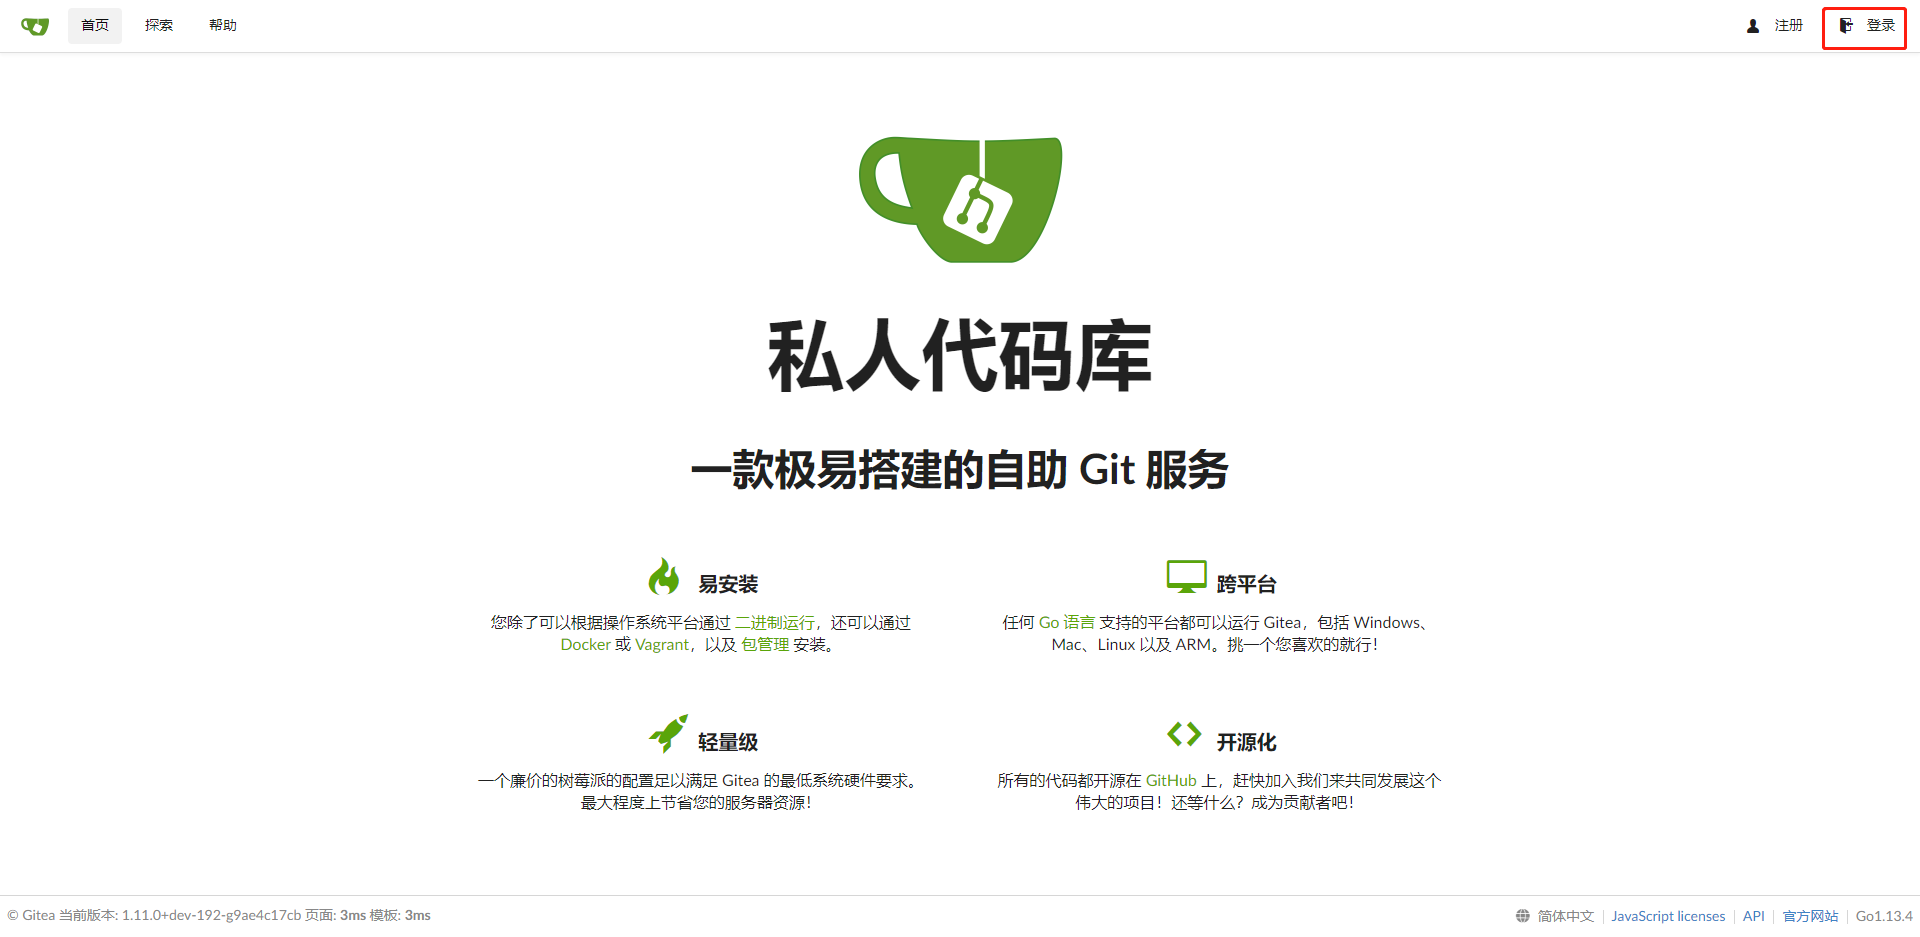 首页 探索 帮助 注册 登录
私人代码库
一款极易搭建的自助 Git 服务
易安装
您除了可以根据操作系统平台通过 二进制运行，还可以通过
Docker 或 Vagrant，以及 包管理 安装。
跨平台
任何 Go 语言 支持的平台都可以运行 Gitea，包括 Windows、
Mac、Linux 以及 ARM。挑一个您喜欢的就行！
轻量级
一个廉价的树莓派的配置足以满足 Gitea 的最低系统硬件要求。
最大程度上节省您的服务器资源！
开源化
所有的代码都开源在 GitHub 上，赶快加入我们来共同发展这个
伟大的项目！还等什么？成为贡献者吧！
© Gitea 当前版本: 1.11.0+dev-192-g9ae4c17cb 页面: 3ms 模板: 3ms
简体中文 JavaScript licenses API 官方网站 Go1.13.4